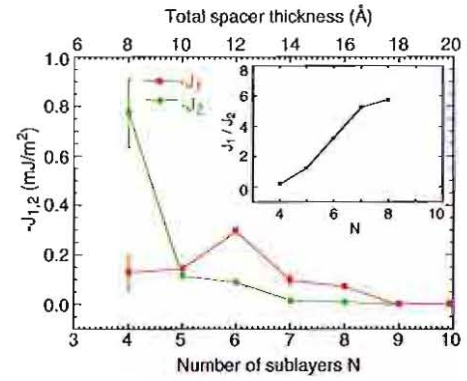 Total spacer thickness (Å)
6 8 10 12 14 16 18 20
1.0
0.8
0.6
0.4
0.2
0.0
-J1,2 (mJ/m²)
-J1
-J2
8
6
4
2
0
J1 / J2
4 6 8 10
N
3 4 5 6 7 8 9 10
Number of sublayers N